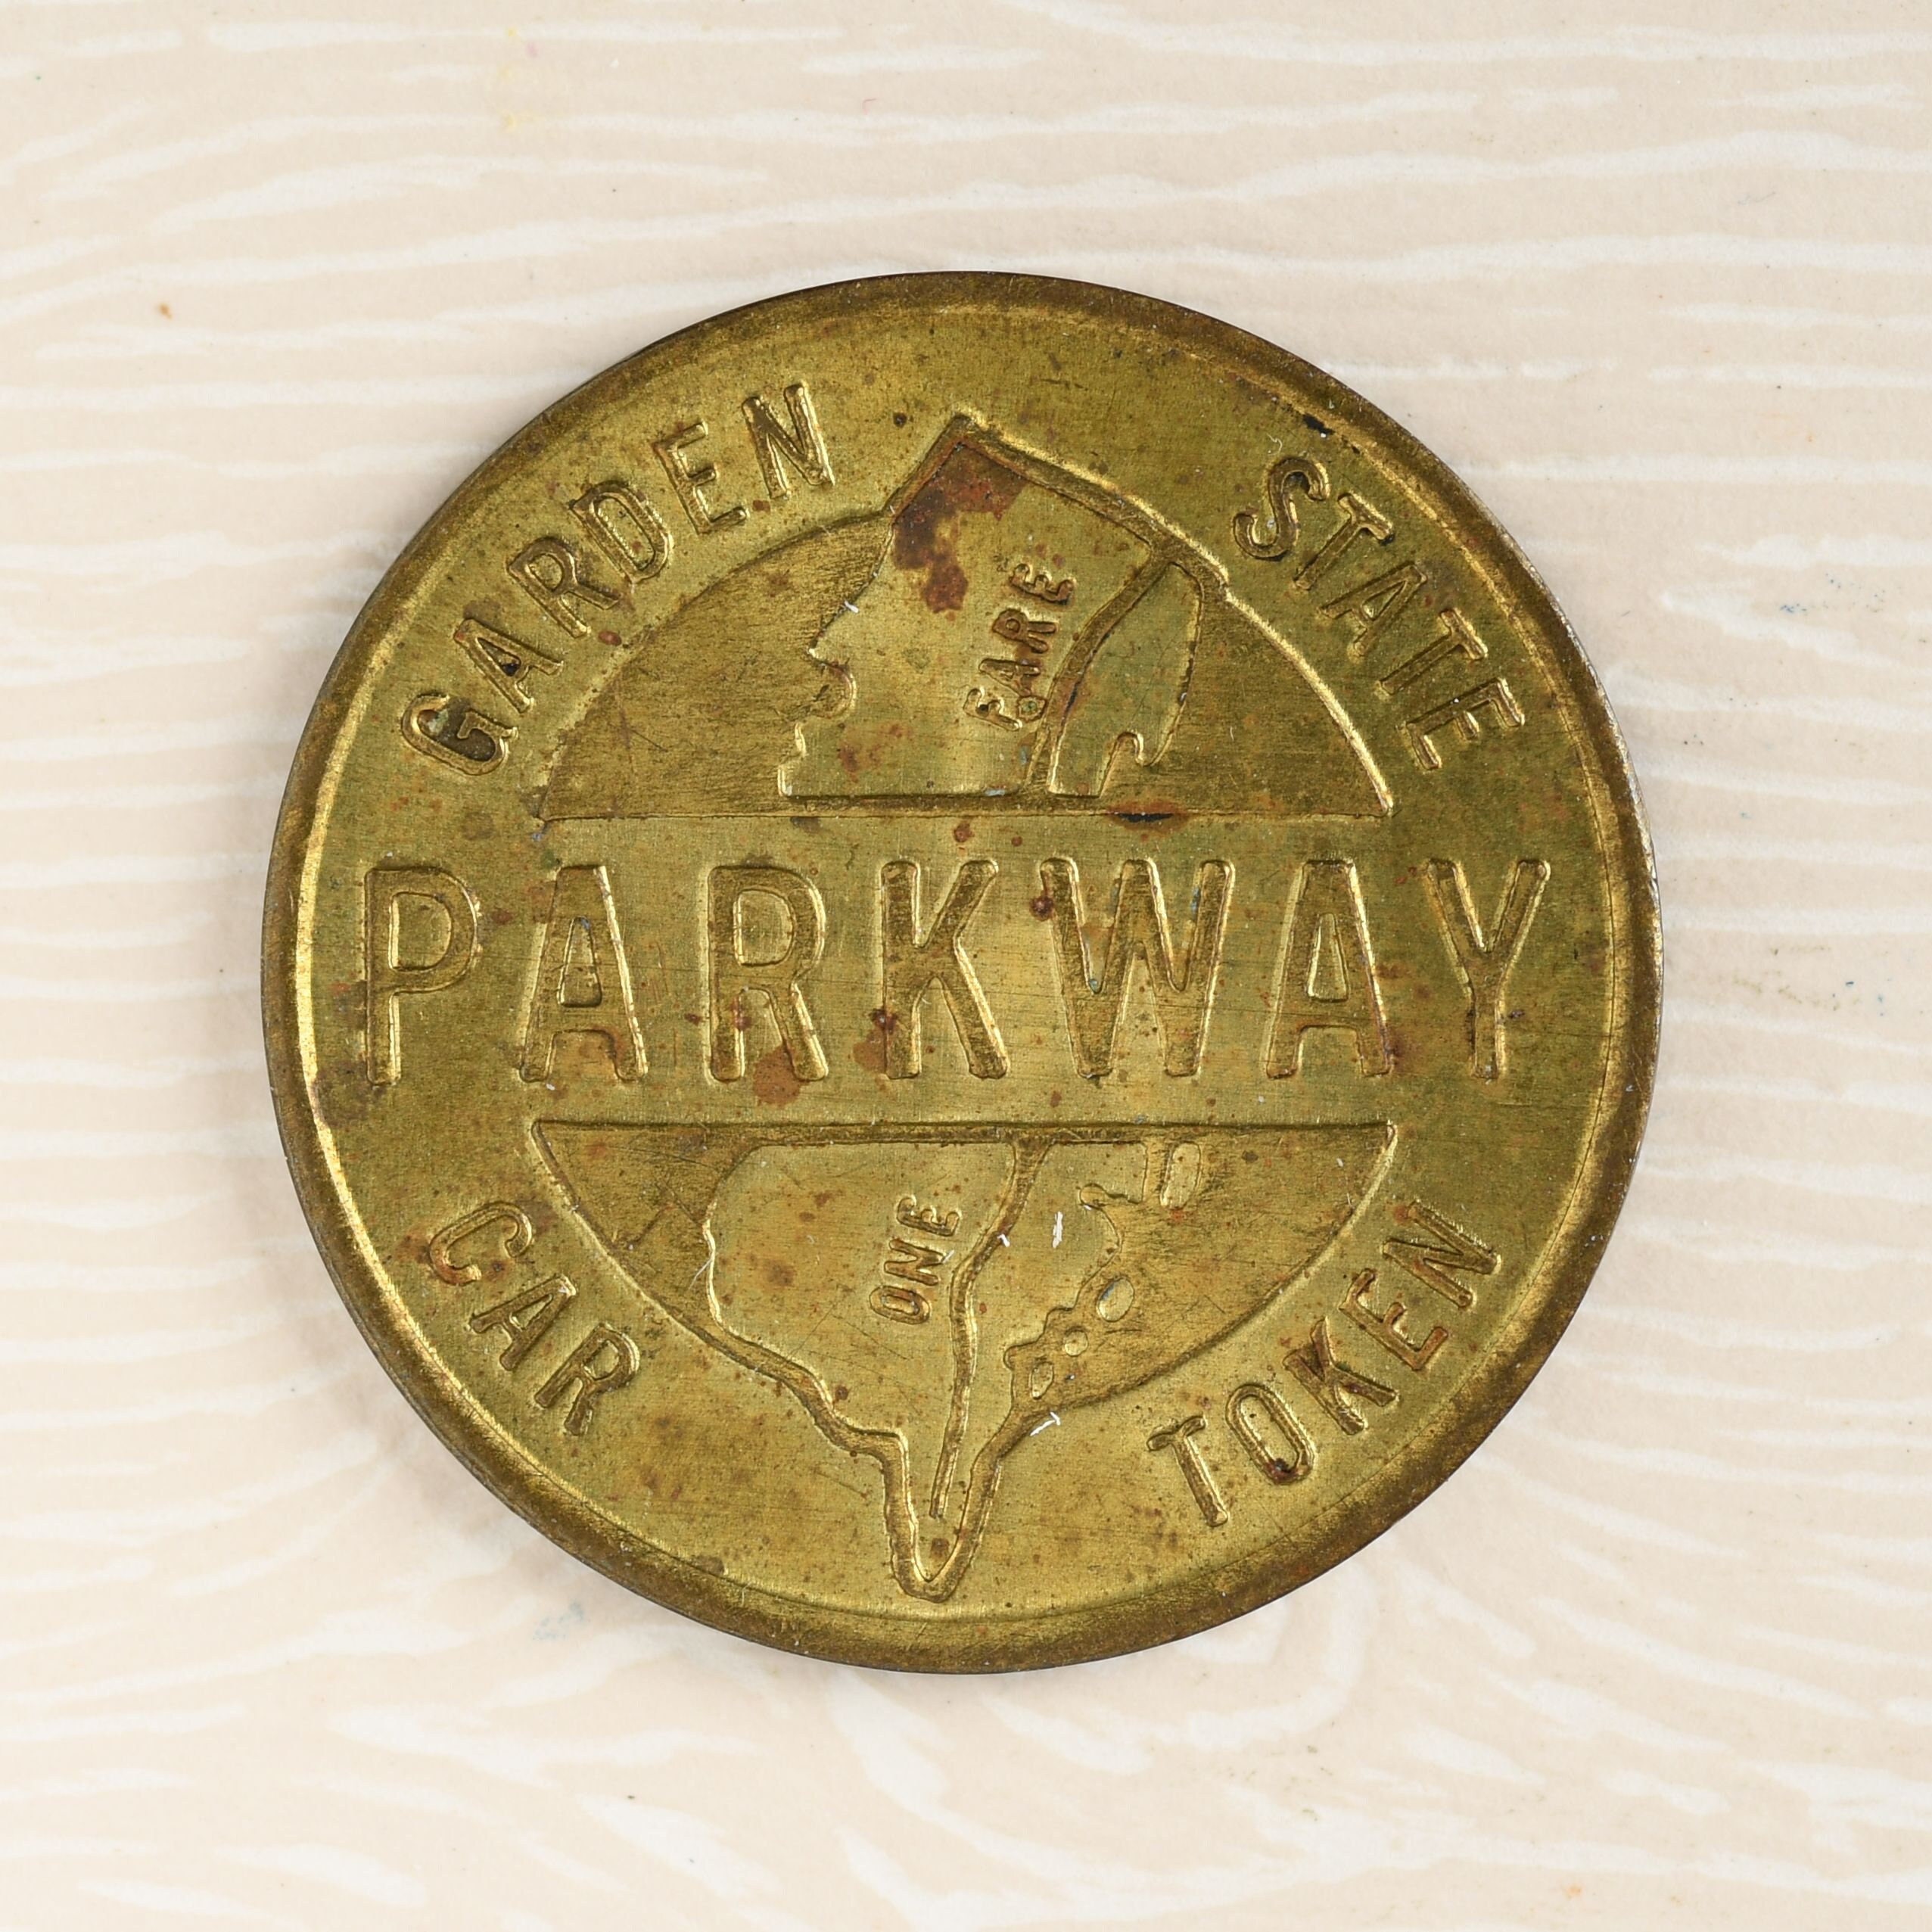 GARDEN STATE
FARE
PARKWAY
ONE
CAR TOKEN